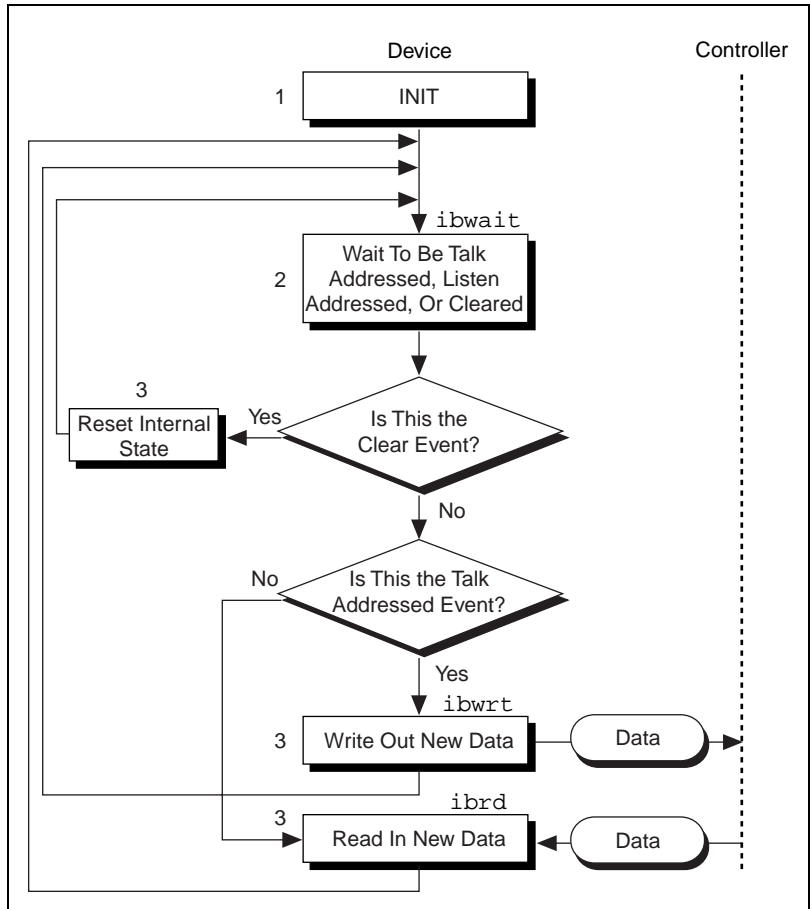 Device
Controller
1
INIT
ibwait
2
Wait To Be Talk
Addressed, Listen
Addressed, Or Cleared
3
Reset Internal
State
Yes
Is This the
Clear Event?
No
No
Is This the Talk
Addressed Event?
Yes
ibwrt
3
Write Out New Data
Data
ibrd
3
Read In New Data
Data